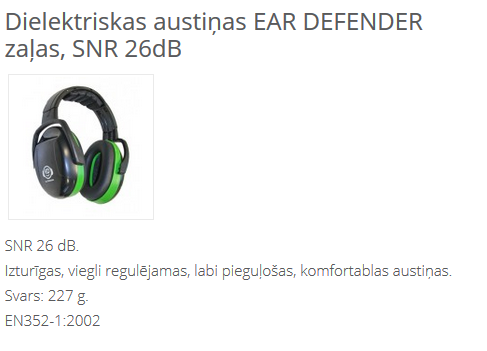 Dielektriskas austiņas EAR DEFENDER
zaļas, SNR 26dB
SNR 26 dB.
Izturīgas, viegli regulējamas, labi pieguļošas, komfortablas austiņas.
Svars: 227 g.
EN352-1:2002